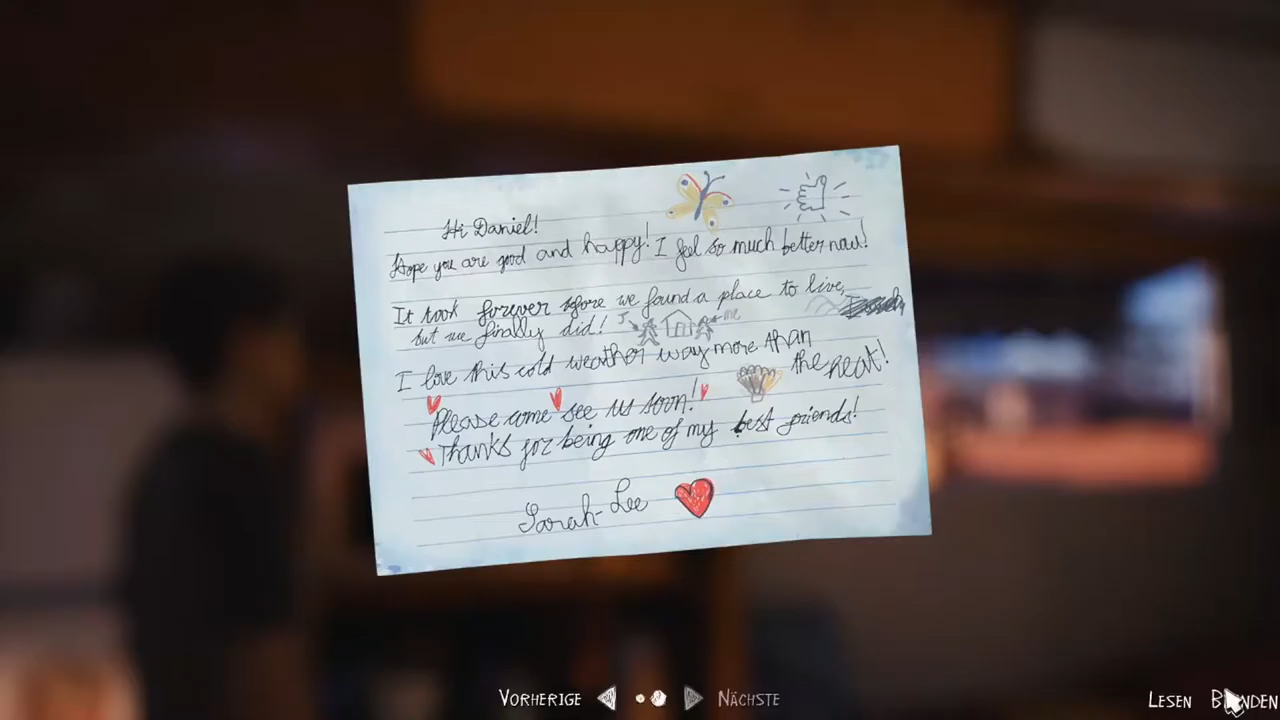 Hi Daniel!
Hope you are good and happy! I feel so much better now!
It took forever before we found a place to live,
but we finally did! J me
I love this cold weather way more than
the heat!
Please come see us soon!
Thanks for being one of my best friends!
Sarah-Lee
VORHERIGE NÄCHSTE
LESEN